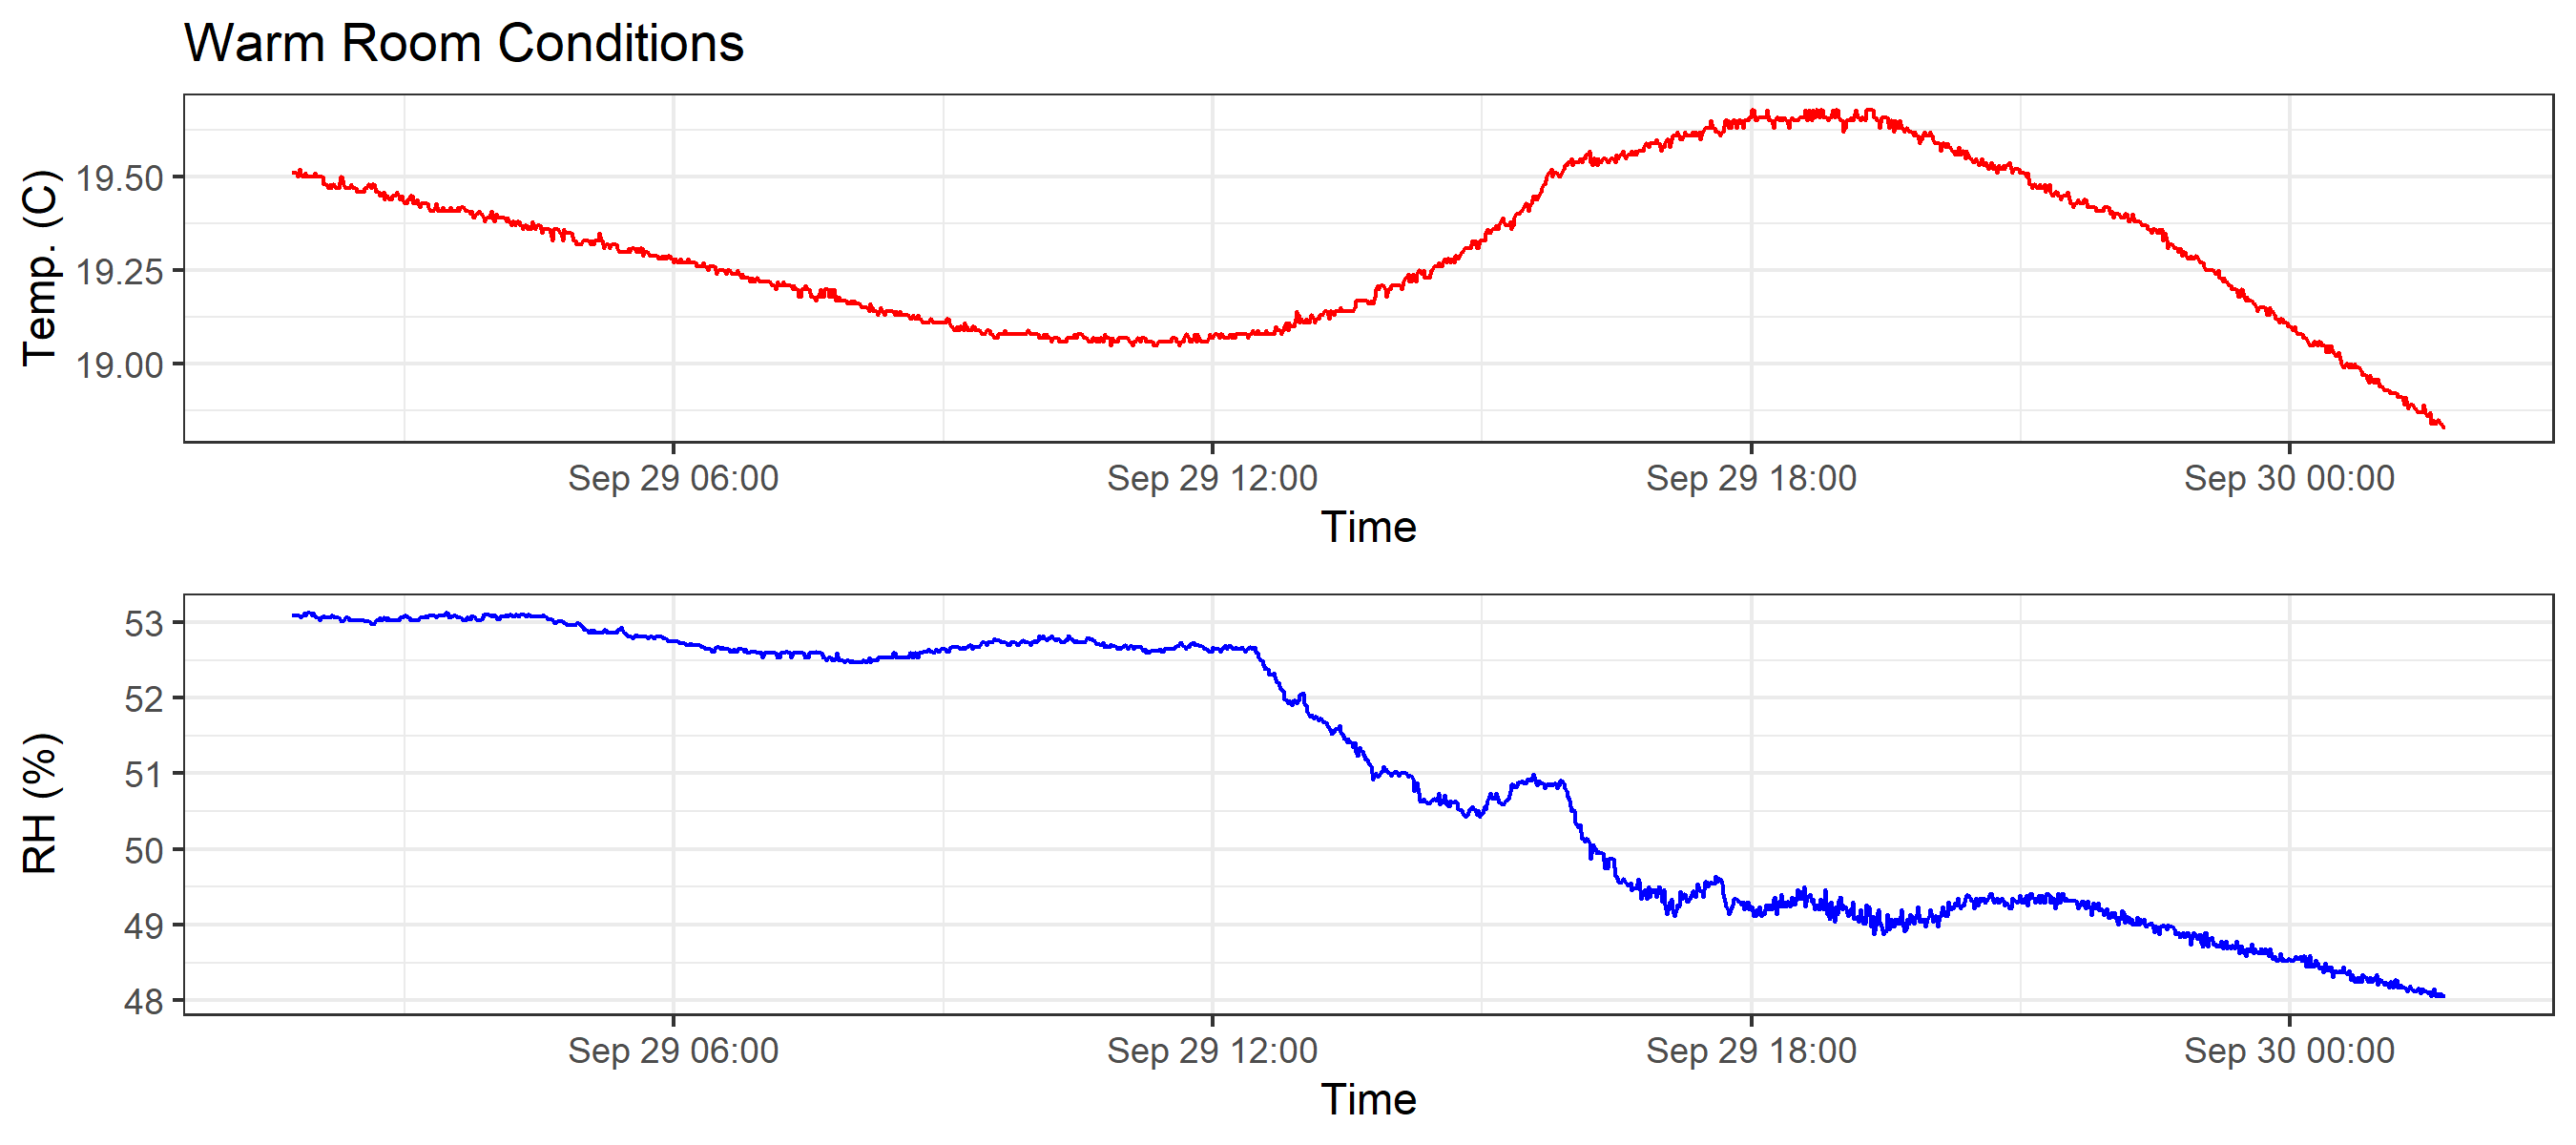 Warm Room Conditions
Temp. (C)
19.50
19.25
19.00
Sep 29 06:00 Sep 29 12:00 Sep 29 18:00 Sep 30 00:00
Time
RH (%)
53
52
51
50
49
48
Sep 29 06:00 Sep 29 12:00 Sep 29 18:00 Sep 30 00:00
Time